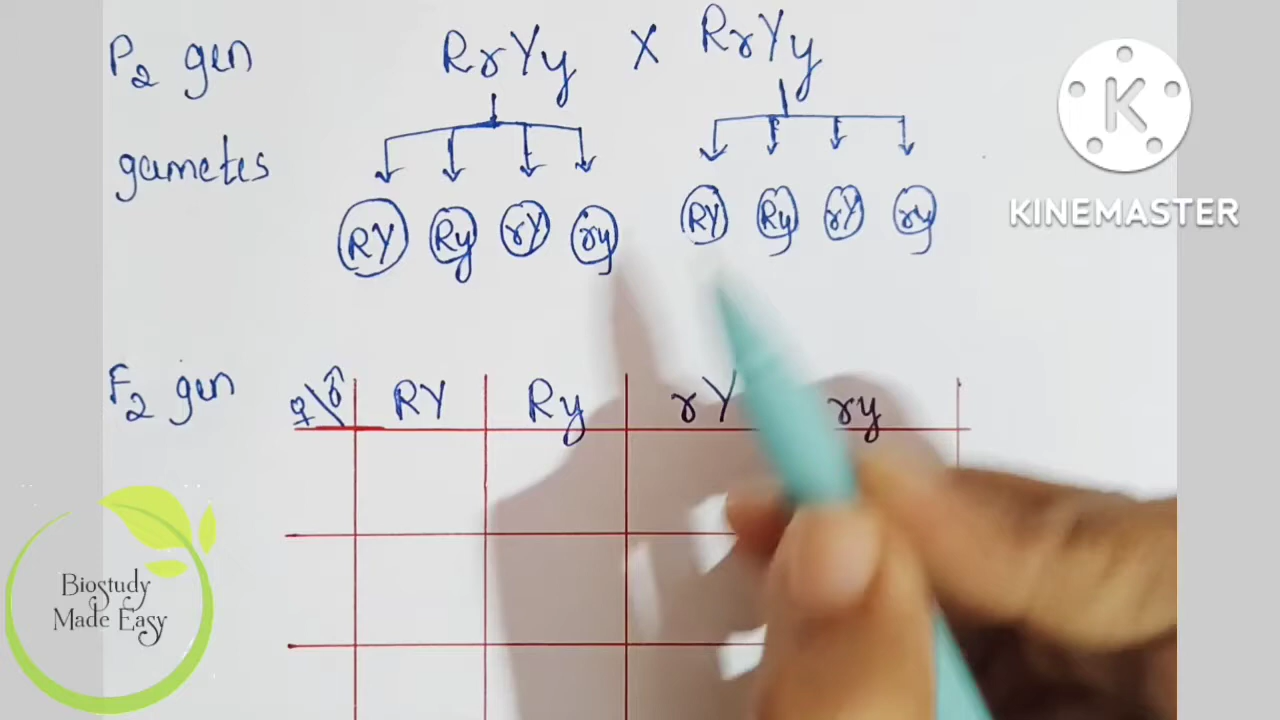 P2 gen RrYy X RrYy
gametes
RY Ry rY ry RY Ry rY ry
KINEMASTER
F2 gen ♀\♂ RY Ry rY ry
Biostudy
Made Easy